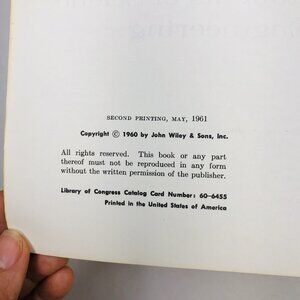 SECOND PRINTING, MAY, 1961
Copyright © 1960 by John Wiley & Sons, Inc.
All rights reserved. This book or any part
thereof must not be reproduced in any form
without the written permission of the publisher.
Library of Congress Catalog Card Number: 60-6455
Printed in the United States of America